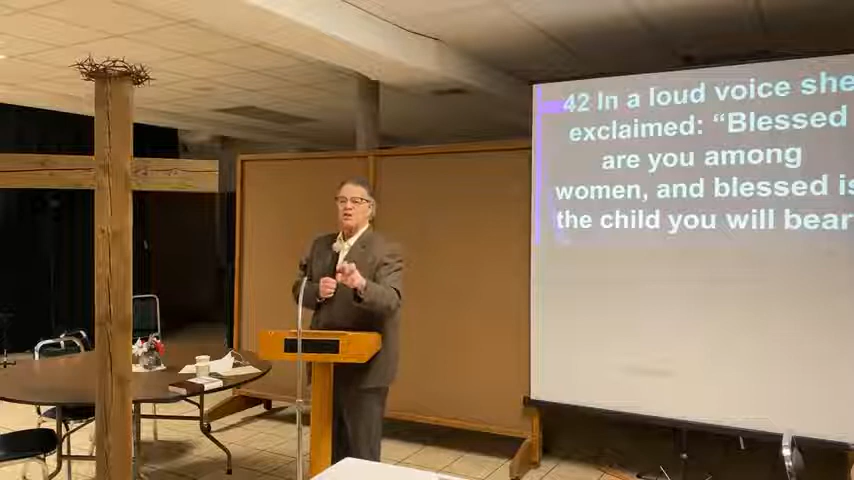 42 In a loud voice she
exclaimed: “Blessed
are you among
women, and blessed is
the child you will bear